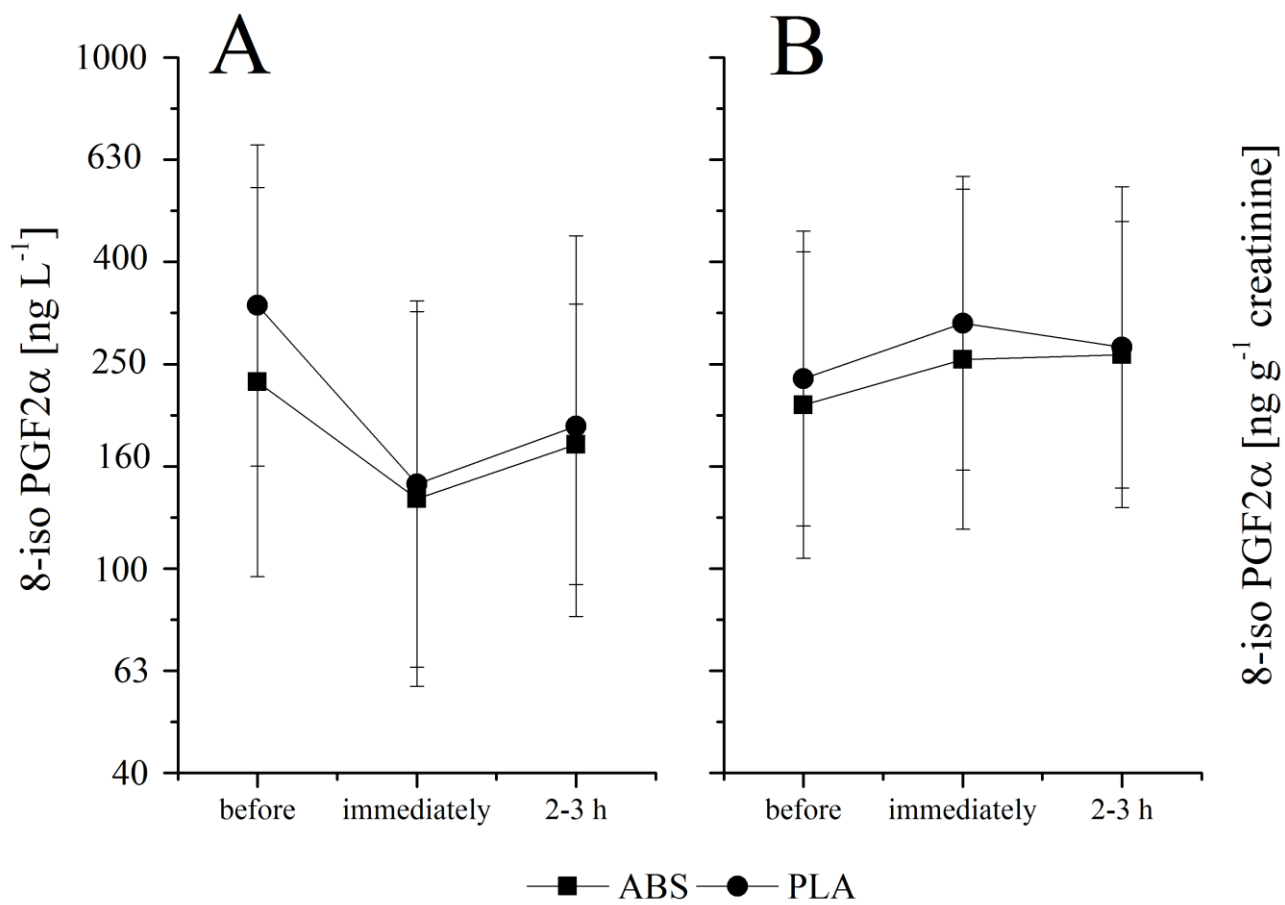 A
B
8-iso PGF2α [ng L⁻¹]
1000
630
400
250
160
100
63
40
before immediately 2-3 h
before immediately 2-3 h
8-iso PGF2α [ng g⁻¹ creatinine]
ABS PLA